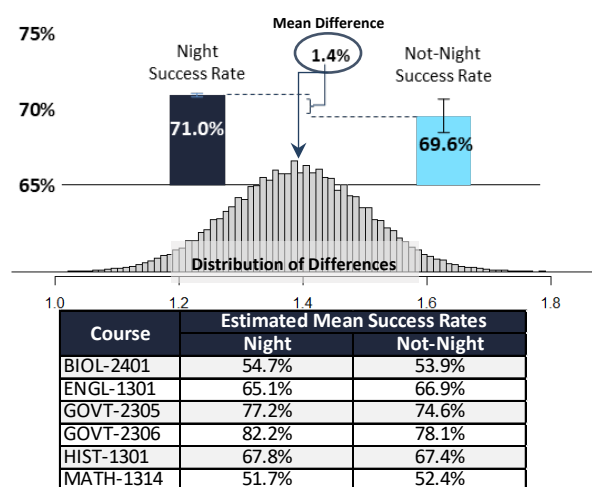 Mean Difference
75%
Night
Success Rate
1.4%
Not-Night
Success Rate
70%
71.0%
69.6%
65%
Distribution of Differences
1.0 1.2 1.4 1.6 1.8
Course Estimated Mean Success Rates
Night Not-Night
BIOL-2401 54.7% 53.9%
ENGL-1301 65.1% 66.9%
GOVT-2305 77.2% 74.6%
GOVT-2306 82.2% 78.1%
HIST-1301 67.8% 67.4%
MATH-1314 51.7% 52.4%